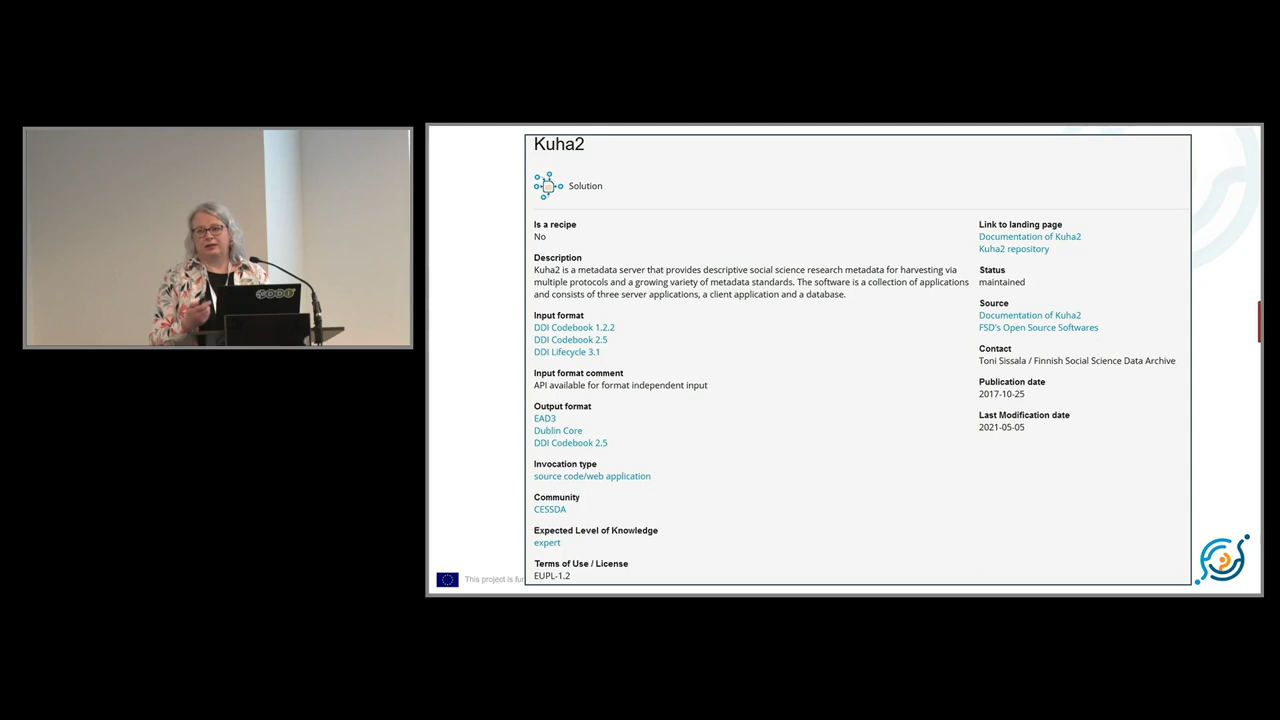 Kuha2
Solution
Is a recipe
No
Description
Kuha2 is a metadata server that provides descriptive social science research metadata for harvesting via
multiple protocols and a growing variety of metadata standards. The software is a collection of applications
and consists of three server applications, a client application and a database.
Input format
DDI Codebook 1.2.2
DDI Codebook 2.5
DDI Lifecycle 3.1
Input format comment
API available for format independent input
Output format
EAD3
Dublin Core
DDI Codebook 2.5
Invocation type
source code/web application
Community
CESSDA
Expected Level of Knowledge
expert
Terms of Use / License
EUPL-1.2
Link to landing page
Documentation of Kuha2
Kuha2 repository
Status
maintained
Source
Documentation of Kuha2
FSD's Open Source Softwares
Contact
Toni Sissala / Finnish Social Science Data Archive
Publication date
2017-10-25
Last Modification date
2021-05-05
This project is fur
DDI